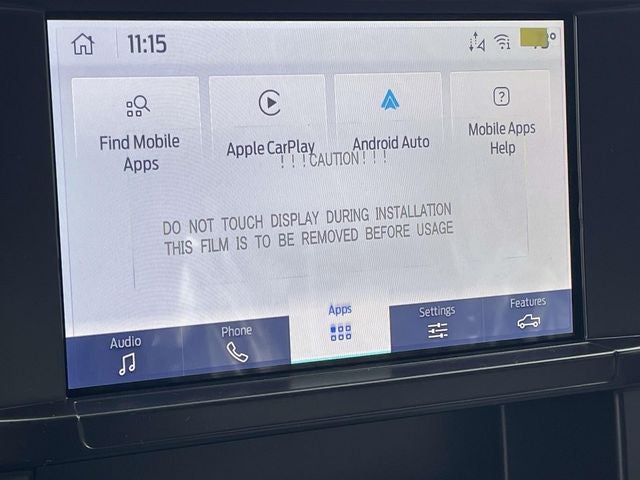 11:15
Find Mobile
Apps
Apple CarPlay
Android Auto
Mobile Apps
Help
!!!CAUTION!!!
DO NOT TOUCH DISPLAY DURING INSTALLATION
THIS FILM IS TO BE REMOVED BEFORE USAGE
Audio
Phone
Apps
Settings
Features